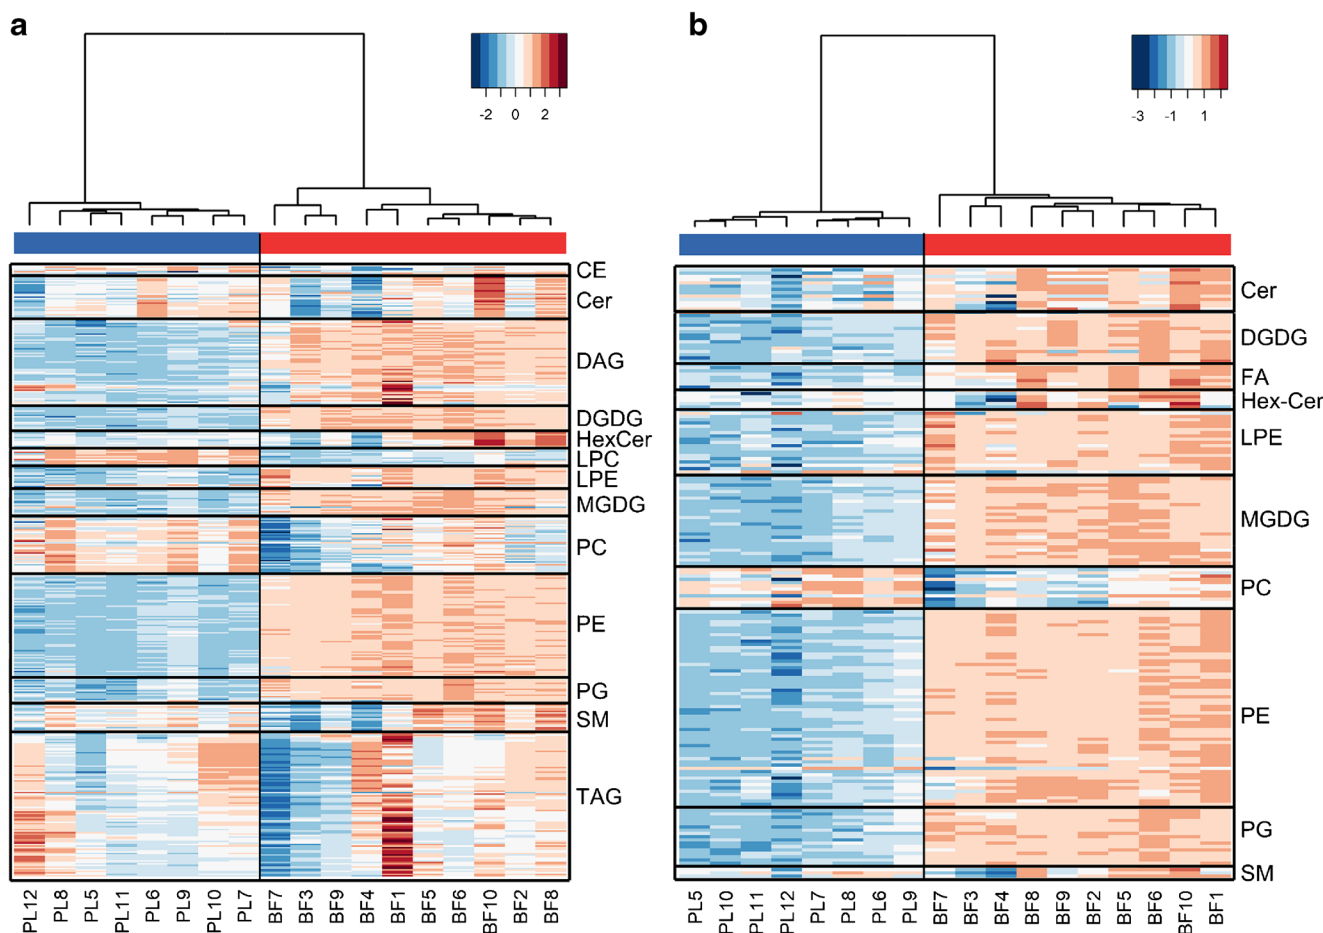 a
-2 0 2
CE
Cer
DAG
DGDG
HexCer
LPC
LPE
MGDG
PC
PE
PG
SM
TAG
PL12 PL8 PL5 PL11 PL6 PL9 PL10 PL7 BF7 BF3 BF9 BF4 BF1 BF5 BF6 BF10 BF2 BF8
b
-3 -1 1
Cer
DGDG
FA
Hex-Cer
LPE
MGDG
PC
PE
PG
SM
PL5 PL10 PL11 PL12 PL7 PL8 PL6 PL9 BF7 BF3 BF4 BF8 BF9 BF2 BF5 BF6 BF10 BF1